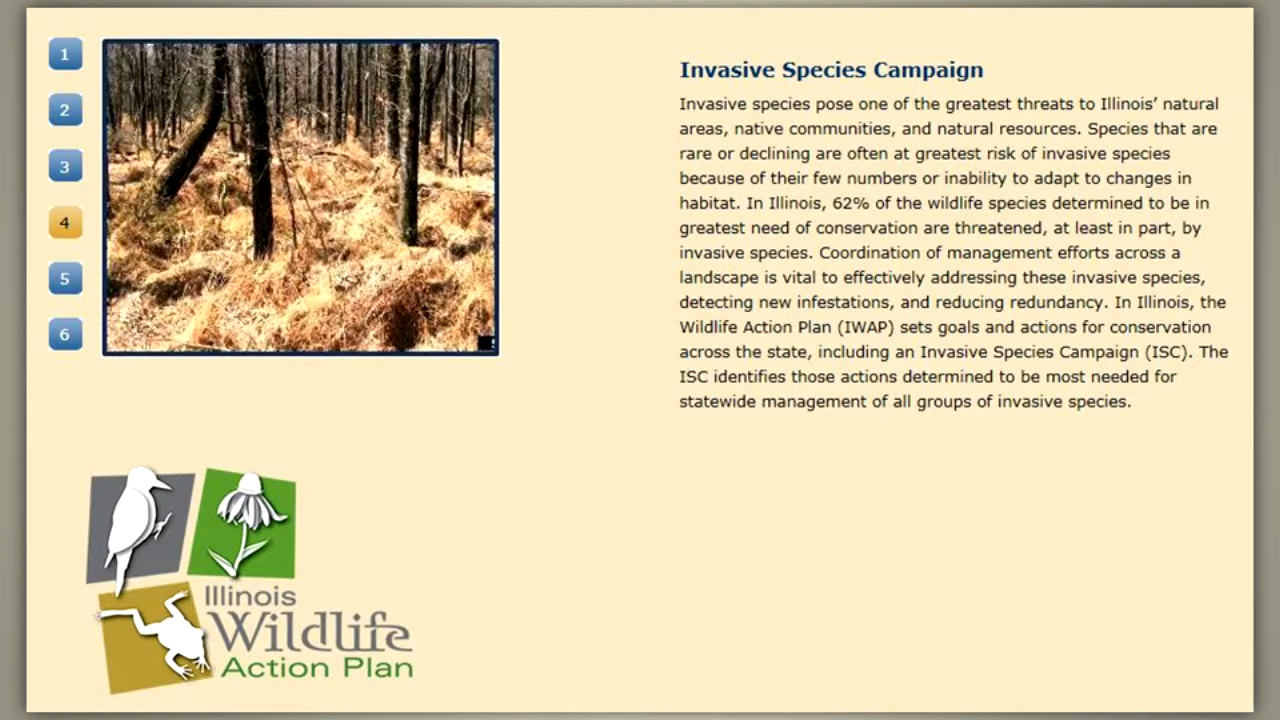 1
2
3
4
5
6
Invasive Species Campaign
Invasive species pose one of the greatest threats to Illinois’ natural
areas, native communities, and natural resources. Species that are
rare or declining are often at greatest risk of invasive species
because of their few numbers or inability to adapt to changes in
habitat. In Illinois, 62% of the wildlife species determined to be in
greatest need of conservation are threatened, at least in part, by
invasive species. Coordination of management efforts across a
landscape is vital to effectively addressing these invasive species,
detecting new infestations, and reducing redundancy. In Illinois, the
Wildlife Action Plan (IWAP) sets goals and actions for conservation
across the state, including an Invasive Species Campaign (ISC). The
ISC identifies those actions determined to be most needed for
statewide management of all groups of invasive species.
Illinois
Wildlife
Action Plan